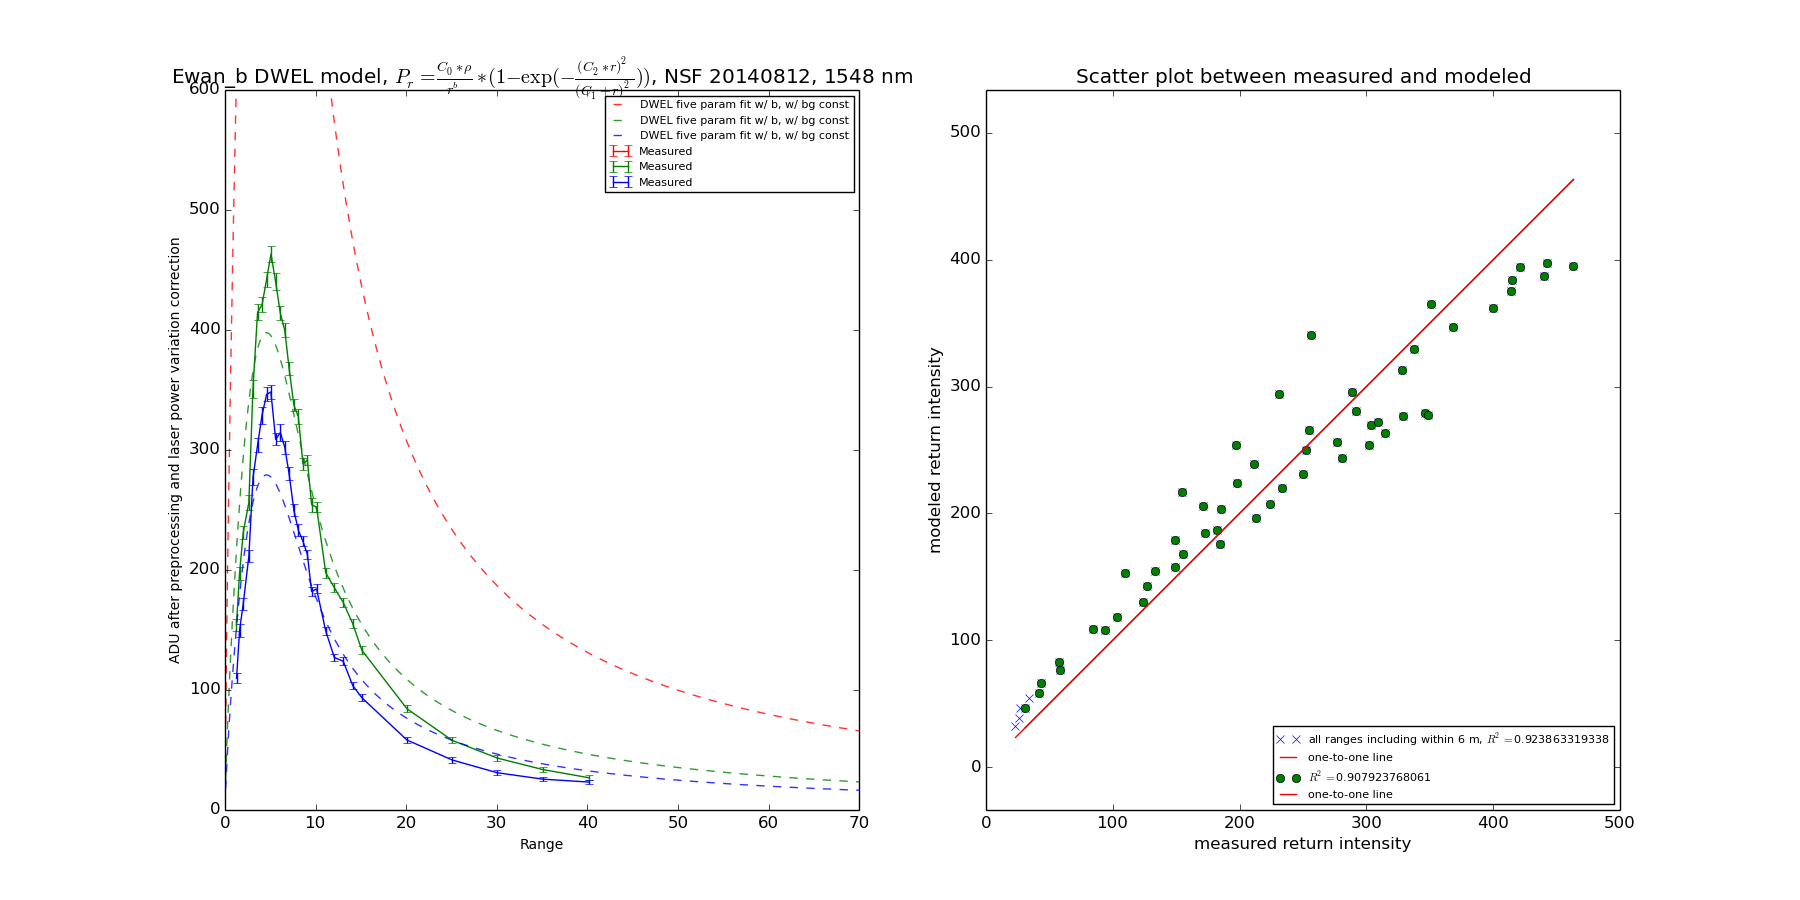 Ewan_b DWEL model, $P_r = \frac{C_0*\rho}{r^b}*(1-\exp(-\frac{(C_2*r)^2}{(C_1+r)^2}))$, NSF 20140812, 1548 nm
600
500
400
300
200
100
0
0 10 20 30 40 50 60 70
Range
ADU after preprocessing and laser power variation correction
DWEL five param fit w/ b, w/ bg const
DWEL five param fit w/ b, w/ bg const
DWEL five param fit w/ b, w/ bg const
Measured
Measured
Measured
Scatter plot between measured and modeled
500
400
300
200
100
0
0 100 200 300 400 500
measured return intensity
modeled return intensity
all ranges including within 6 m, $R^2=$0.923863319338
one-to-one line
$R^2=$0.907923768061
one-to-one line